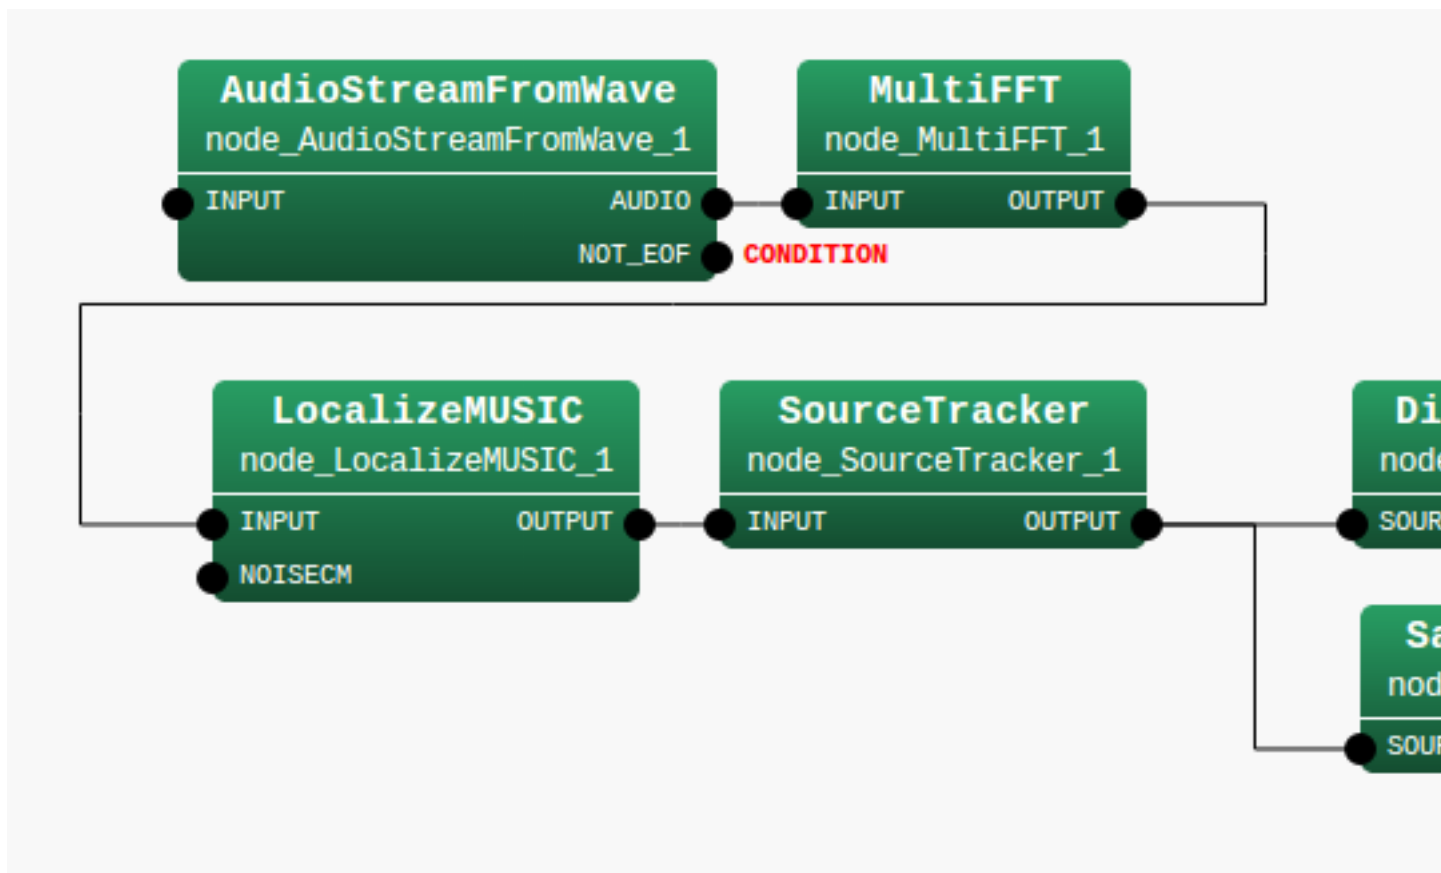 AudioStreamFromWave
node_AudioStreamFromWave_1
INPUT AUDIO
NOT_EOF CONDITION
MultiFFT
node_MultiFFT_1
INPUT OUTPUT
LocalizeMUSIC
node_LocalizeMUSIC_1
INPUT OUTPUT
NOISECM
SourceTracker
node_SourceTracker_1
INPUT OUTPUT